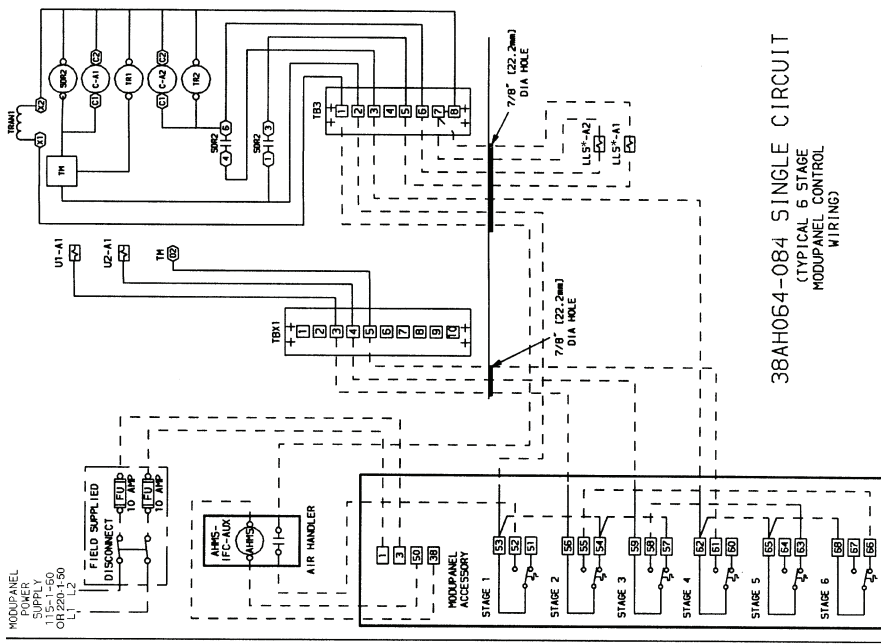 MODUPANEL
POWER
SUPPLY
115-1-60
OR 220-1-50
L1 L2
FIELD SUPPLIED
DISCONNECT
FU
10 AMP
FU
10 AMP
AHMS-
IFC-AUX
AHMS
AIR HANDLER
1
3
50
38
MODUPANEL
ACCESSORY
STAGE 1
53
52
51
STAGE 2
56
55
54
STAGE 3
59
58
57
STAGE 4
62
61
60
STAGE 5
65
64
63
STAGE 6
68
67
66
U1-A1
U2-A1
TM
D2
TBX1
1
2
3
4
5
6
7
8
9
10
7/8" [22.2mm]
DIA HOLE
TRAN1
X1
X2
TM
SDR2
C1
C-A1
C2
TR1
C1
C-A2
C2
TR2
SDR2
4
6
SDR2
1
3
TB3
1
2
3
4
5
6
7
8
7/8" [22.2mm]
DIA HOLE
LLS*-A2
LLS*-A1
38AH064-084 SINGLE CIRCUIT
(TYPICAL 6 STAGE
MODUPANEL CONTROL
WIRING)